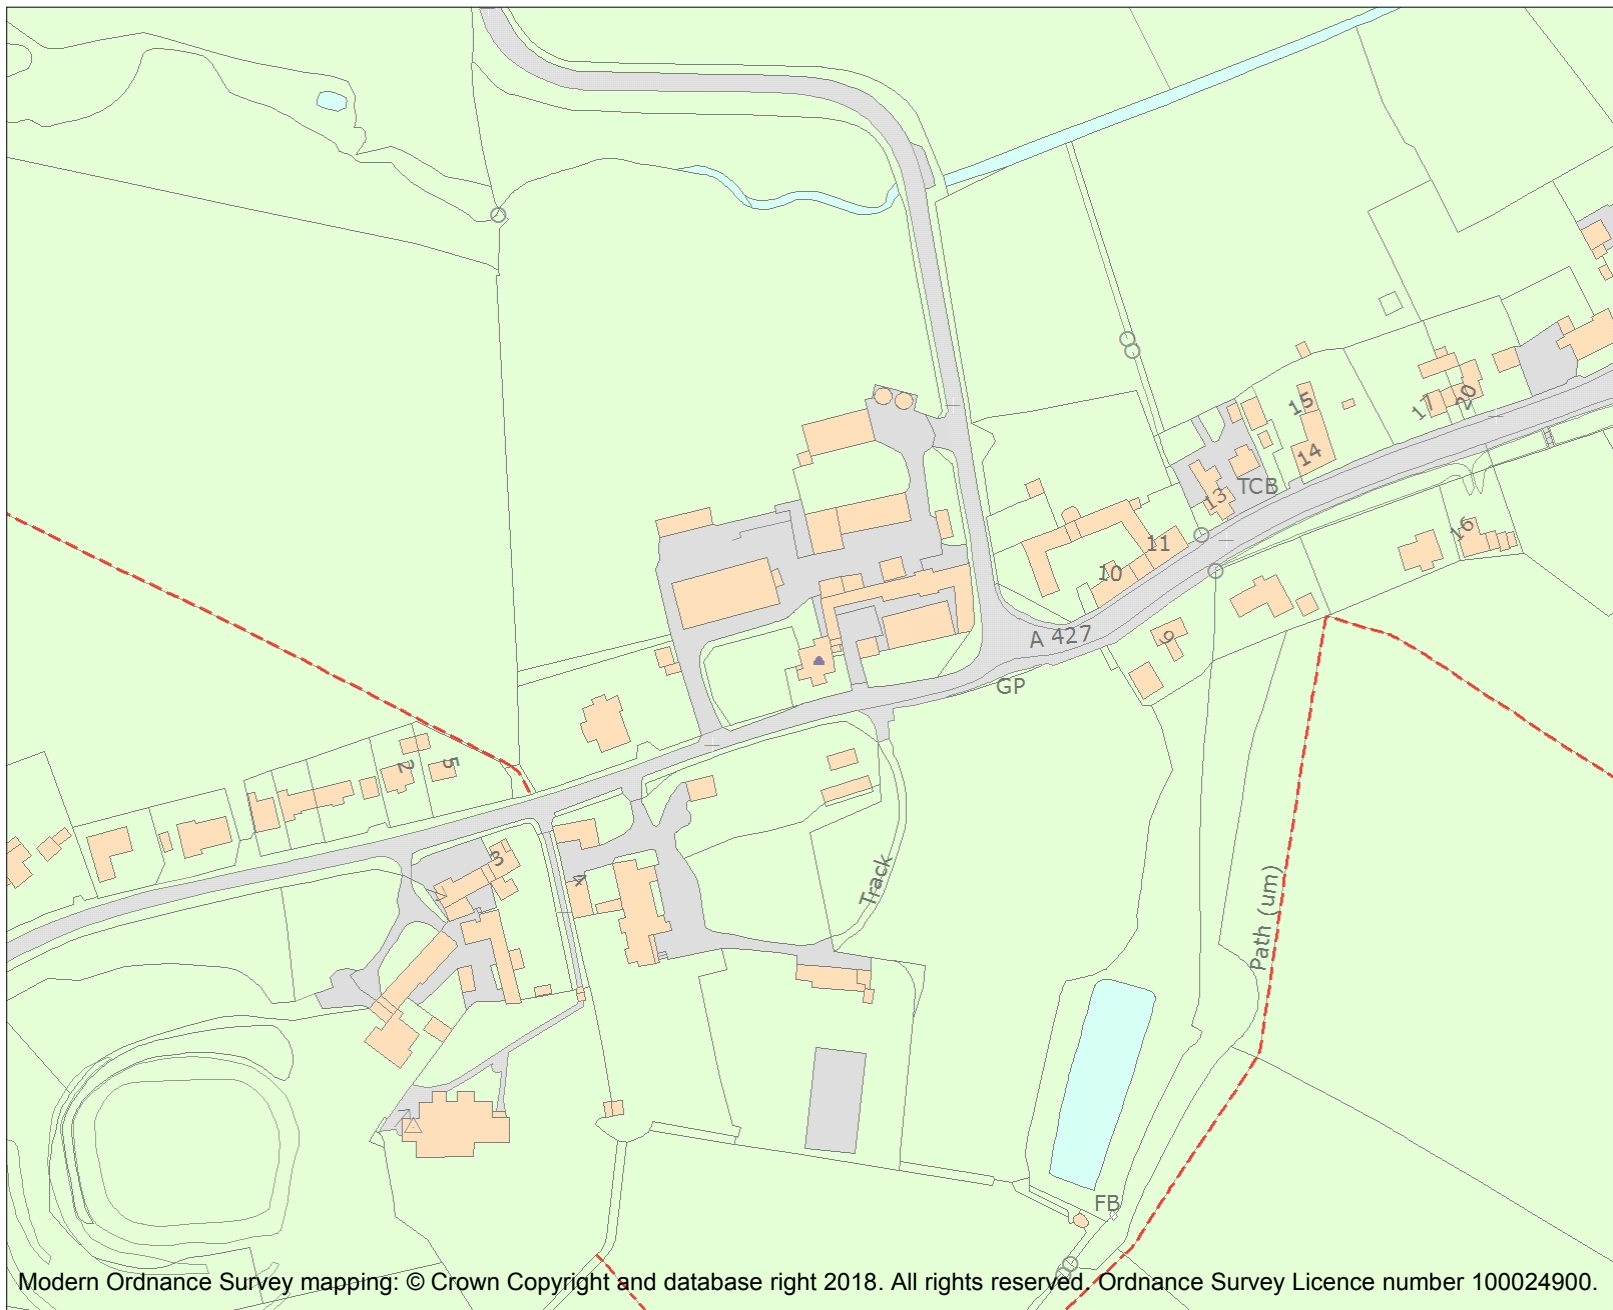 15
17
20
14
TCB
13
16
11
10
A 427
9
GP
2
5
3
4
Track
Path (um)
FB
Modern Ordnance Survey mapping: © Crown Copyright and database right 2018. All rights reserved. Ordnance Survey Licence number 100024900.